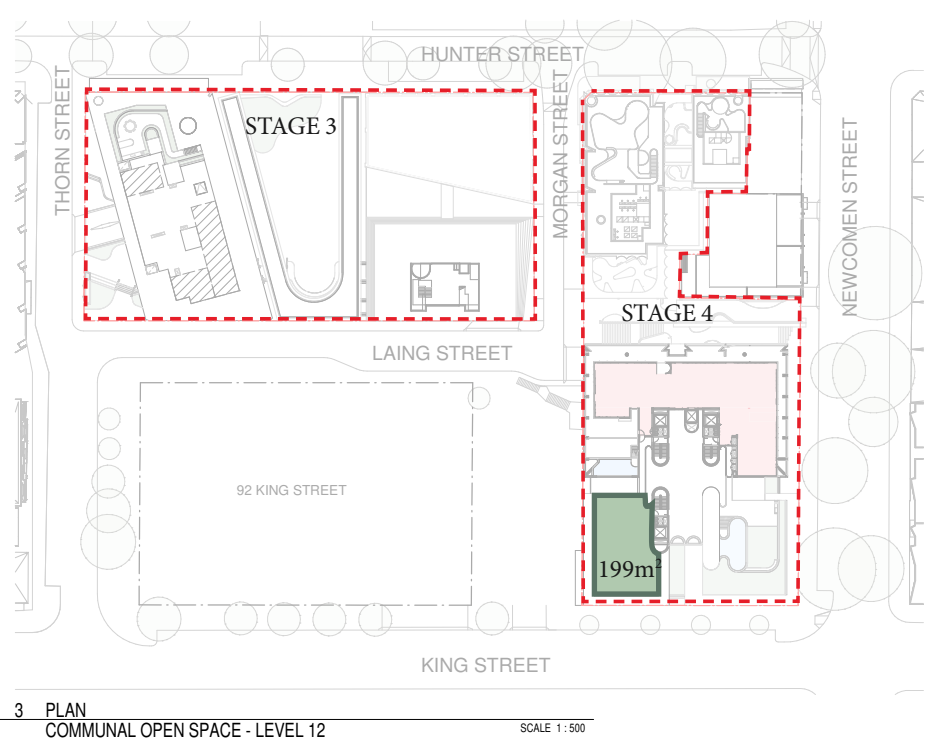 HUNTER STREET
THORN STREET
STAGE 3
MORGAN STREET
NEWCOMEN STREET
STAGE 4
LAING STREET
92 KING STREET
199m²
KING STREET
3 PLAN
COMMUNAL OPEN SPACE - LEVEL 12
SCALE 1 : 500